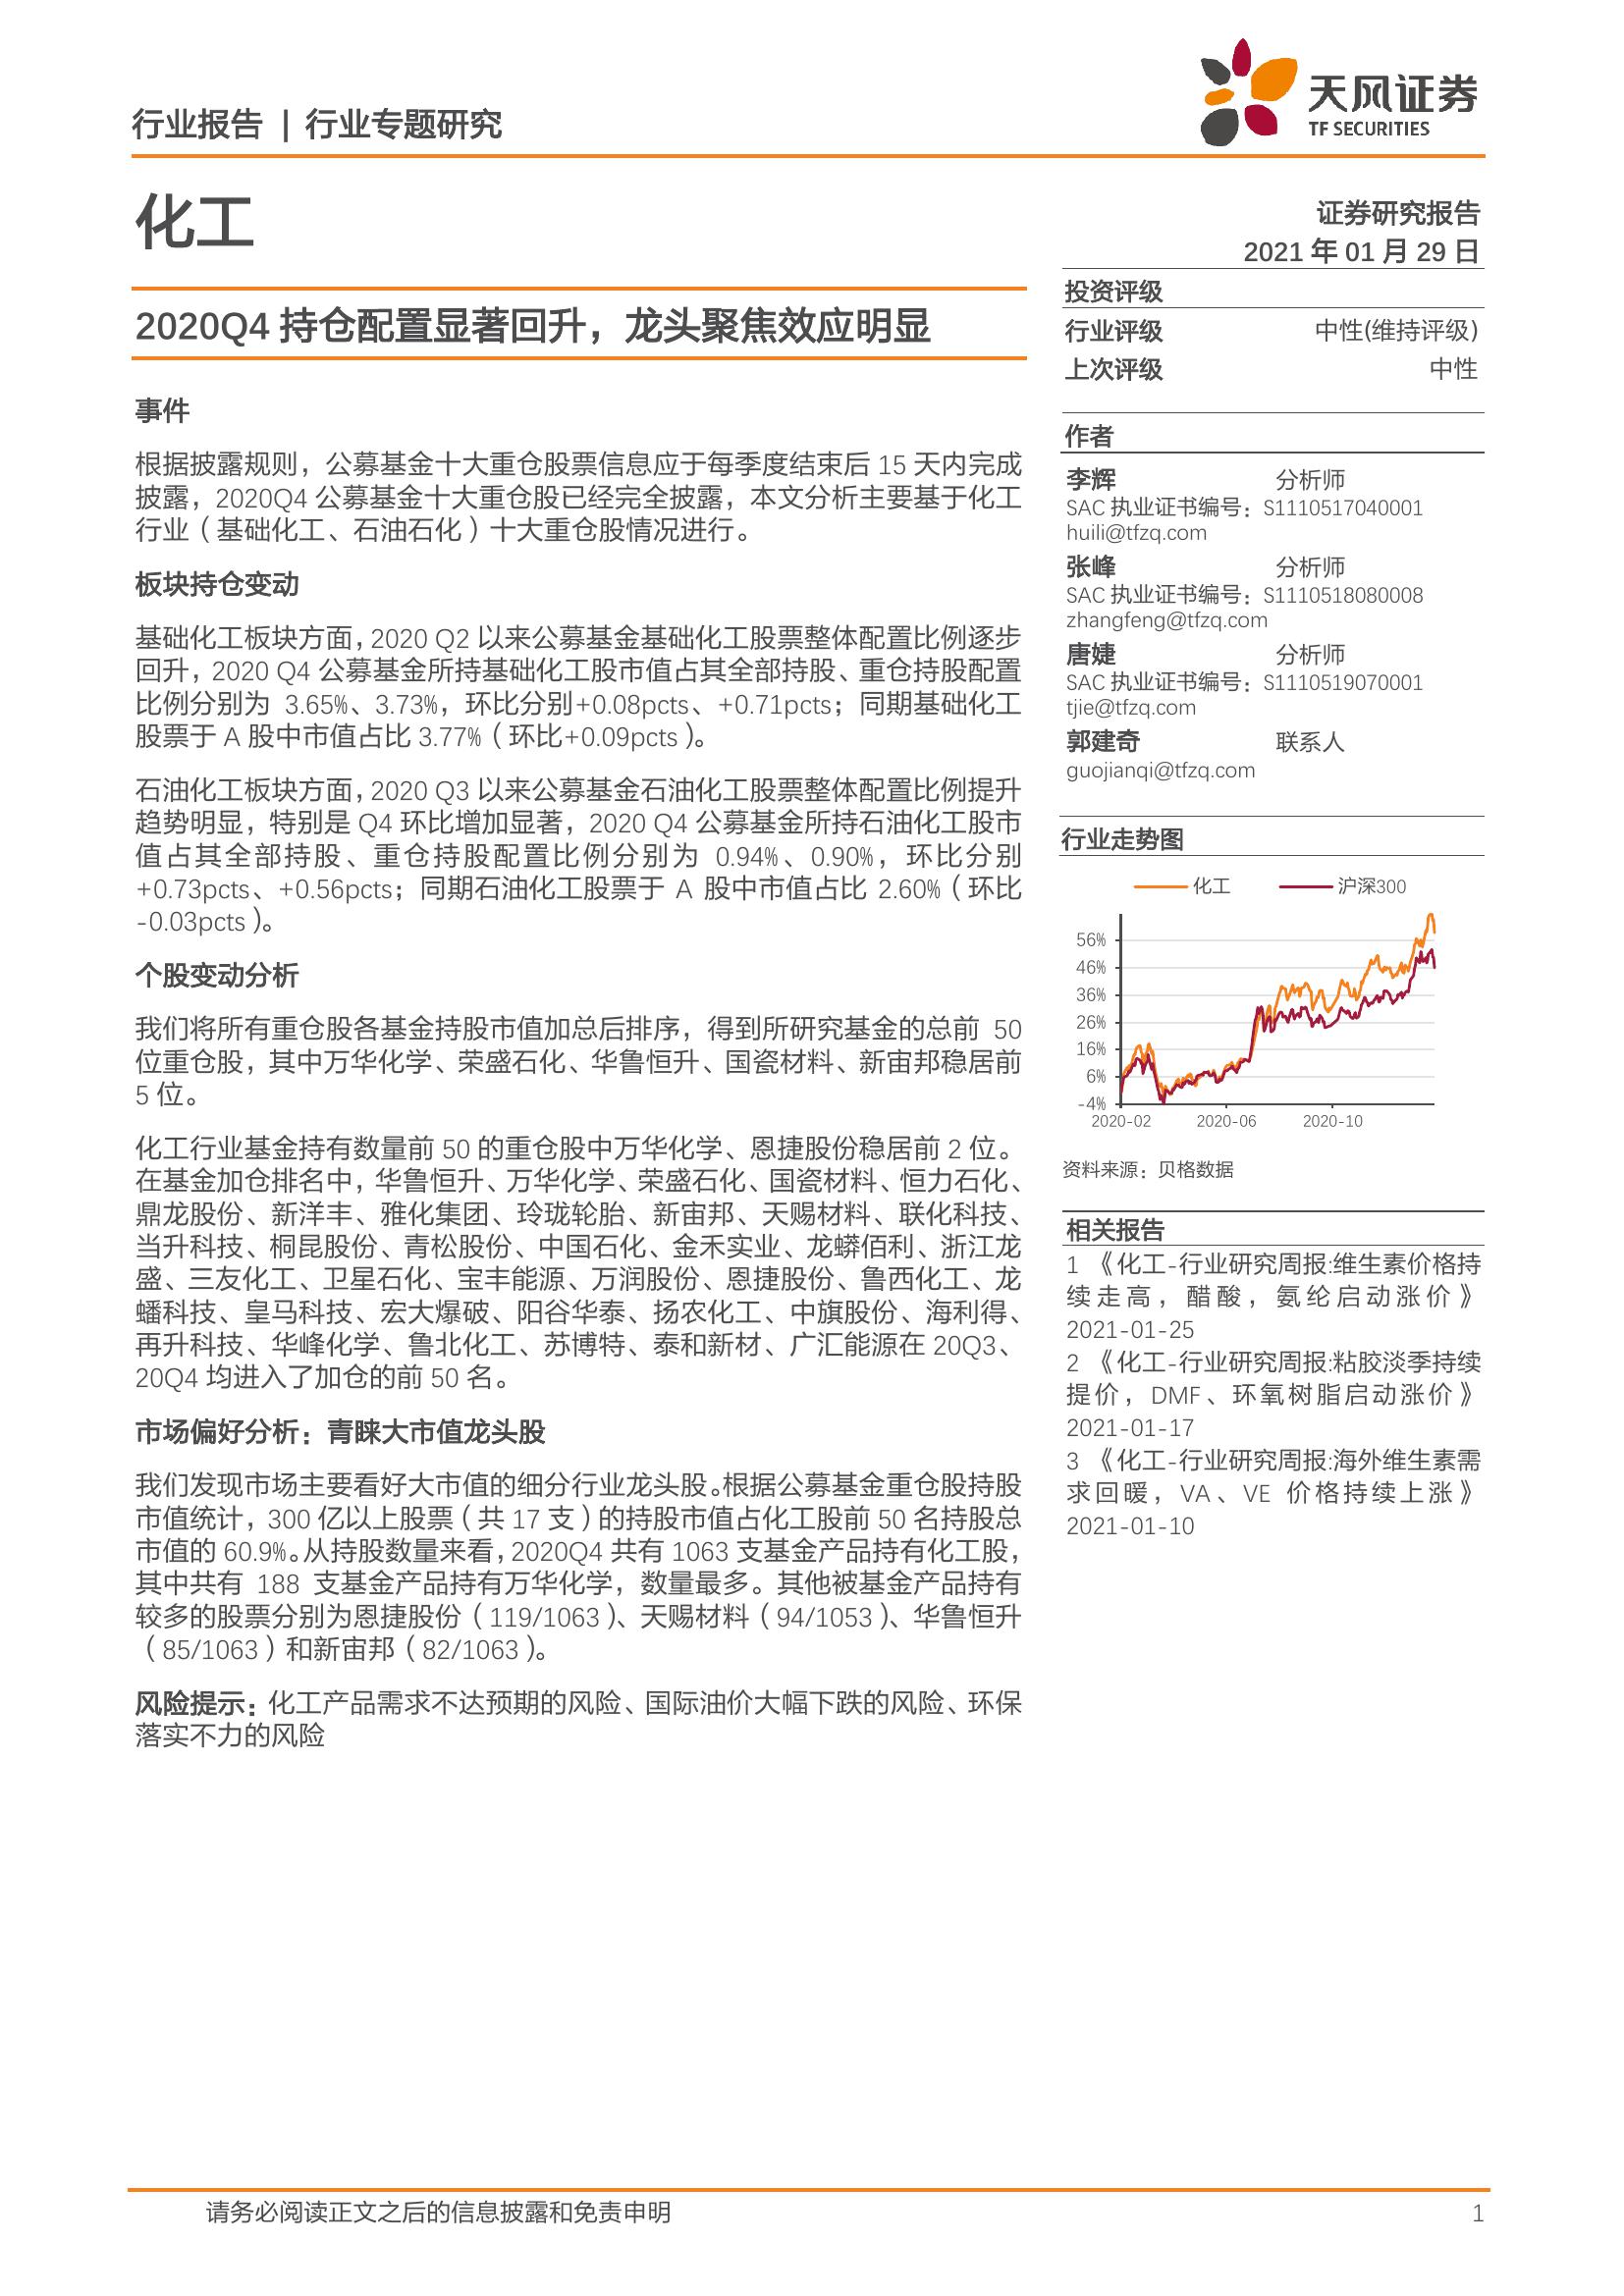 行业报告 | 行业专题研究
天风证券
TF SECURITIES
化工
2020Q4 持仓配置显著回升，龙头聚焦效应明显
事件
根据披露规则，公募基金十大重仓股票信息应于每季度结束后 15 天内完成
披露，2020Q4 公募基金十大重仓股已经完全披露，本文分析主要基于化工
行业（基础化工、石油石化）十大重仓股情况进行。
板块持仓变动
基础化工板块方面，2020 Q2 以来公募基金基础化工股票整体配置比例逐步
回升，2020 Q4 公募基金所持基础化工股市值占其全部持股、重仓持股配置
比例分别为 3.65%、3.73%，环比分别+0.08pcts、+0.71pcts；同期基础化工
股票于 A 股中市值占比 3.77%（环比+0.09pcts）。
石油化工板块方面，2020 Q3 以来公募基金石油化工股票整体配置比例提升
趋势明显，特别是 Q4 环比增加显著，2020 Q4 公募基金所持石油化工股市
值占其全部持股、重仓持股配置比例分别为 0.94%、0.90%，环比分别
+0.73pcts、+0.56pcts；同期石油化工股票于 A 股中市值占比 2.60%（环比
-0.03pcts）。
个股变动分析
我们将所有重仓股各基金持股市值加总后排序，得到所研究基金的总前 50
位重仓股，其中万华化学、荣盛石化、华鲁恒升、国瓷材料、新宙邦稳居前
5 位。
化工行业基金持有数量前 50 的重仓股中万华化学、恩捷股份稳居前 2 位。
在基金加仓排名中，华鲁恒升、万华化学、荣盛石化、国瓷材料、恒力石化、
鼎龙股份、新洋丰、雅化集团、玲珑轮胎、新宙邦、天赐材料、联化科技、
当升科技、桐昆股份、青松股份、中国石化、金禾实业、龙蟒佰利、浙江龙
盛、三友化工、卫星石化、宝丰能源、万润股份、恩捷股份、鲁西化工、龙
蟠科技、皇马科技、宏大爆破、阳谷华泰、扬农化工、中旗股份、海利得、
再升科技、华峰化学、鲁北化工、苏博特、泰和新材、广汇能源在 20Q3、
20Q4 均进入了加仓的前 50 名。
市场偏好分析：青睐大市值龙头股
我们发现市场主要看好大市值的细分行业龙头股。根据公募基金重仓股持股
市值统计，300 亿以上股票（共 17 支）的持股市值占化工股前 50 名持股总
市值的 60.9%。从持股数量来看，2020Q4 共有 1063 支基金产品持有化工股，
其中共有 188 支基金产品持有万华化学，数量最多。其他被基金产品持有
较多的股票分别为恩捷股份（119/1063）、天赐材料（94/1053）、华鲁恒升
（85/1063）和新宙邦（82/1063）。
风险提示：化工产品需求不达预期的风险、国际油价大幅下跌的风险、环保
落实不力的风险
证券研究报告
2021 年 01 月 29 日
投资评级
行业评级 中性(维持评级)
上次评级 中性
作者
李辉 分析师
SAC 执业证书编号：S1110517040001
huili@tfzq.com
张峰 分析师
SAC 执业证书编号：S1110518080008
zhangfeng@tfzq.com
唐婕 分析师
SAC 执业证书编号：S1110519070001
tjie@tfzq.com
郭建奇 联系人
guojianqi@tfzq.com
行业走势图
化工 沪深300
56%
46%
36%
26%
16%
6%
-4%
2020-02 2020-06 2020-10
资料来源：贝格数据
相关报告
1 《化工-行业研究周报:维生素价格持
续走高，醋酸，氨纶启动涨价》
2021-01-25
2 《化工-行业研究周报:粘胶淡季持续
提价，DMF、环氧树脂启动涨价》
2021-01-17
3 《化工-行业研究周报:海外维生素需
求回暖，VA、VE 价格持续上涨》
2021-01-10
请务必阅读正文之后的信息披露和免责申明 1